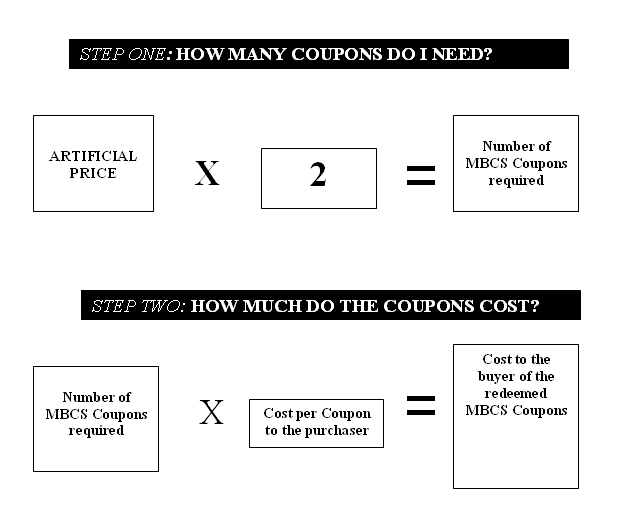 STEP ONE: HOW MANY COUPONS DO I NEED?
ARTIFICIAL
PRICE
X
2
=
Number of
MBCS Coupons
required
STEP TWO: HOW MUCH DO THE COUPONS COST?
Number of
MBCS Coupons
required
X
Cost per Coupon
to the purchaser
=
Cost to the
buyer of the
redeemed
MBCS Coupons